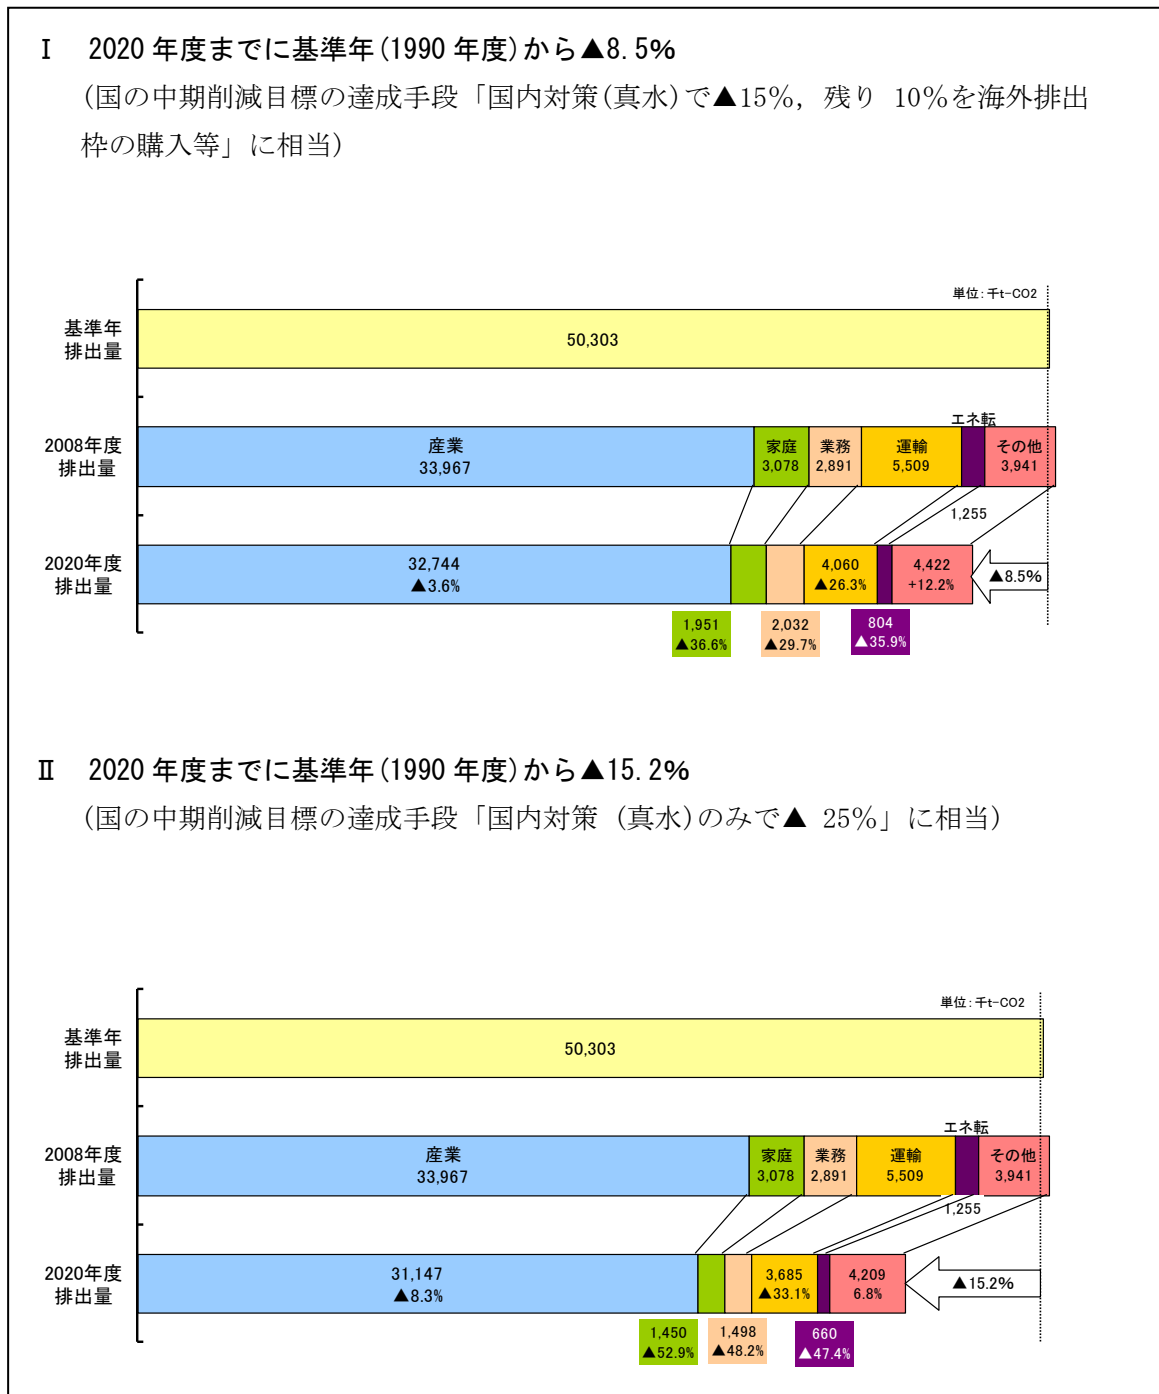 Ⅰ 2020年度までに基準年(1990年度)から▲8.5%
(国の中期削減目標の達成手段「国内対策(真水)で▲15%, 残り 10%を海外排出
枠の購入等」に相当)
単位:千t-CO2
基準年
排出量
50,303
エネ転
2008年度
排出量
産業
33,967
家庭
3,078
業務
2,891
運輸
5,509
その他
3,941
1,255
2020年度
排出量
32,744
▲3.6%
4,060
▲26.3%
4,422
+12.2%
▲8.5%
1,951
▲36.6%
2,032
▲29.7%
804
▲35.9%
Ⅱ 2020年度までに基準年(1990年度)から▲15.2%
(国の中期削減目標の達成手段「国内対策 (真水)のみで▲ 25%」に相当)
単位:千t-CO2
基準年
排出量
50,303
エネ転
2008年度
排出量
産業
33,967
家庭
3,078
業務
2,891
運輸
5,509
その他
3,941
1,255
2020年度
排出量
31,147
▲8.3%
3,685
▲33.1%
4,209
6.8%
▲15.2%
1,450
▲52.9%
1,498
▲48.2%
660
▲47.4%